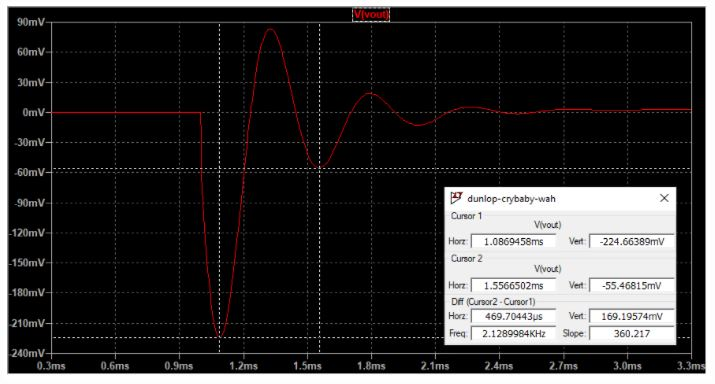 V(vout)
90mV
60mV
30mV
0mV
-30mV
-60mV
-90mV
-120mV
-150mV
-180mV
-210mV
-240mV
0.3ms 0.6ms 0.9ms 1.2ms 1.5ms 1.8ms 2.1ms 2.4ms 2.7ms 3.0ms 3.3ms
dunlop-crybaby-wah
Cursor 1
V(vout)
Horz: 1.0869458ms Vert: -224.66389mV
Cursor 2
V(vout)
Horz: 1.5566502ms Vert: -55.46815mV
Diff (Cursor2 - Cursor1)
Horz: 469.70443µs Vert: 169.19574mV
Freq: 2.1289984KHz Slope: 360.217